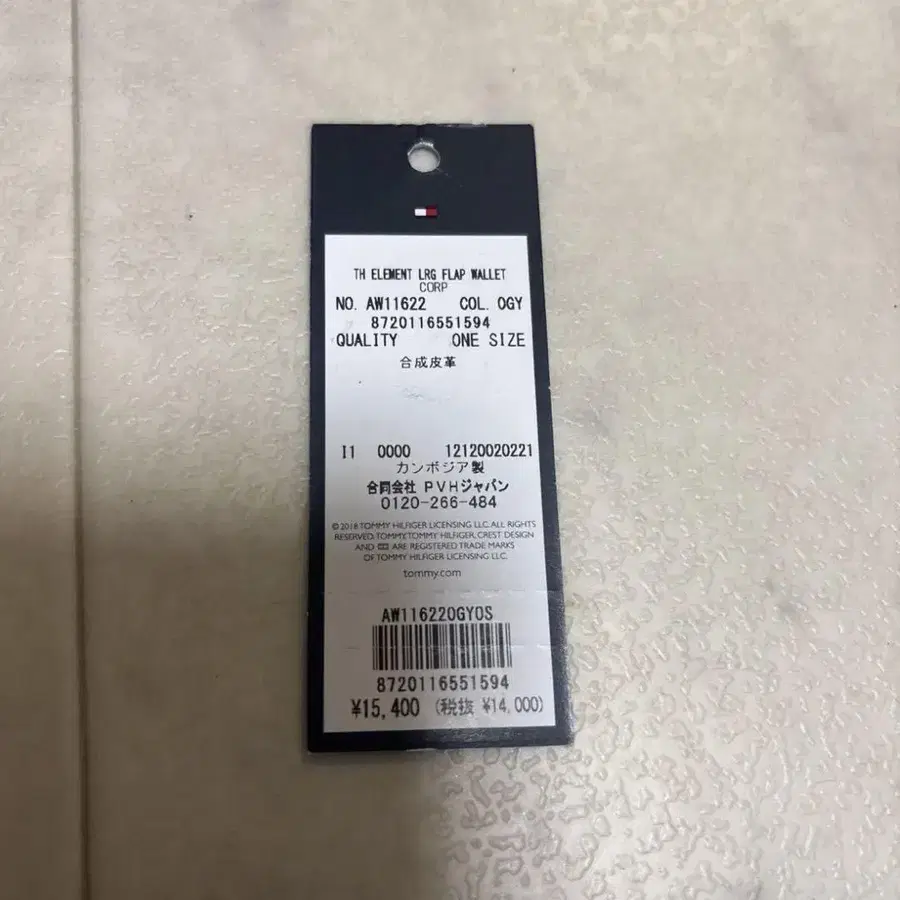 TH ELEMENT LRG FLAP WALLET
CORP
NO. AW11622 COL. OGY
8720116551594
QUALITY ONE SIZE
合成皮革
I1 0000 12120020221
カンボジア製
合同会社 PVHジャパン
0120-266-484
© 2018 TOMMY HILFIGER LICENSING LLC. ALL RIGHTS
RESERVED. TOMMY, TOMMY HILFIGER, CREST DESIGN
AND ARE REGISTERED TRADE MARKS
OF TOMMY HILFIGER LICENSING LLC.
tommy.com
AW116220GYOS
8720116551594
¥15,400 (税抜 ¥14,000)